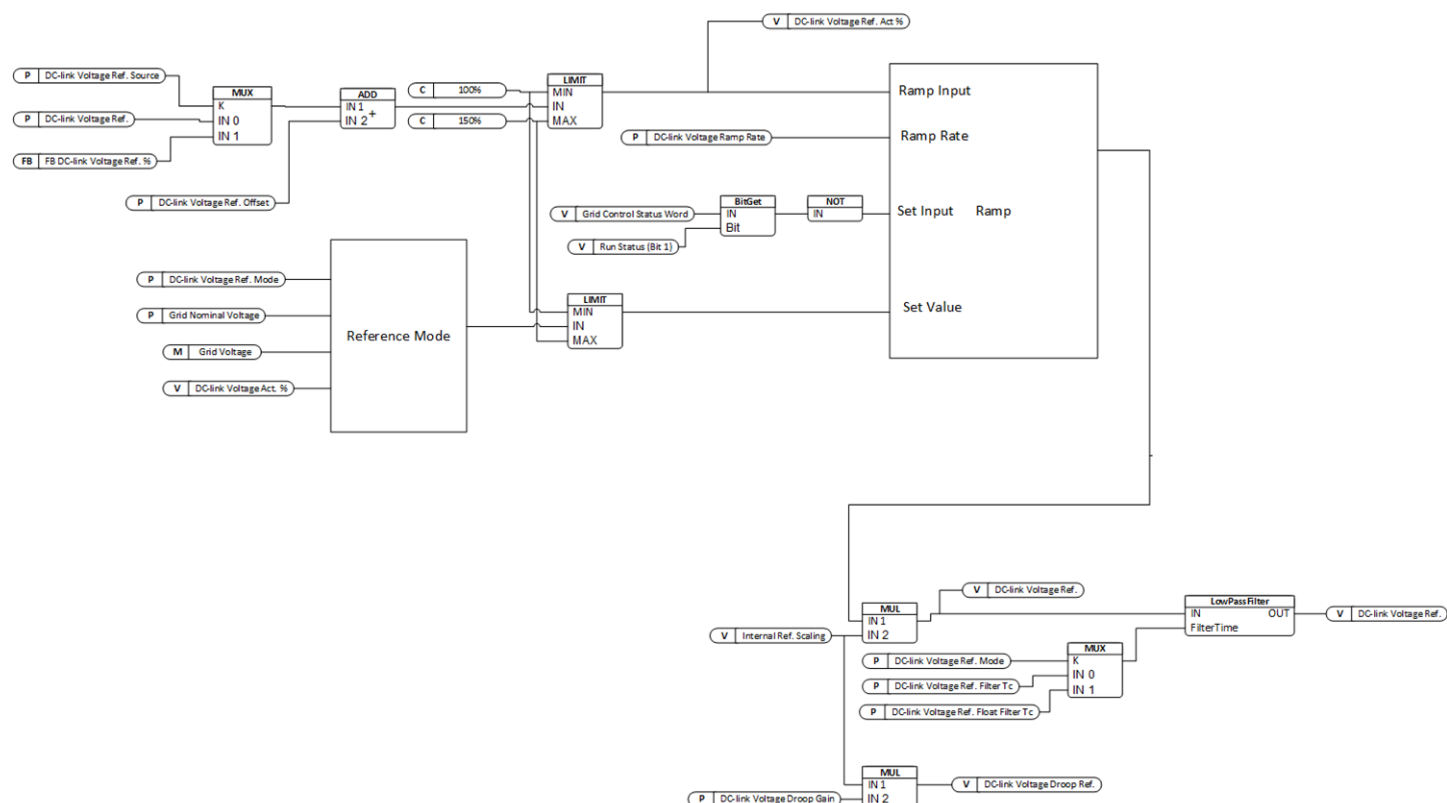 V DC-link Voltage Ref. Act %
P DC-link Voltage Ref. Source
MUX
K
IN 0
IN 1
P DC-link Voltage Ref.
FB FB DC-link Voltage Ref. %
ADD
IN 1
+
IN 2
P DC-link Voltage Ref. Offset
C 100%
C 150%
LIMIT
MIN
IN
MAX
Ramp Input
P DC-link Voltage Ramp Rate
Ramp Rate
V Grid Control Status Word
V Run Status (Bit 1)
BitGet
IN
Bit
NOT
IN
Set Input Ramp
P DC-link Voltage Ref. Mode
P Grid Nominal Voltage
M Grid Voltage
V DC-link Voltage Act. %
Reference Mode
LIMIT
MIN
IN
MAX
Set Value
V Internal Ref. Scaling
MUL
IN 1
IN 2
V DC-link Voltage Ref.
LowPassFilter
IN OUT
FilterTime
V DC-link Voltage Ref.
P DC-link Voltage Ref. Mode
P DC-link Voltage Ref. Filter Tc
P DC-link Voltage Ref. Float Filter Tc
MUX
K
IN 0
IN 1
MUL
IN 1
IN 2
V DC-link Voltage Droop Ref.
P DC-link Voltage Droop Gain